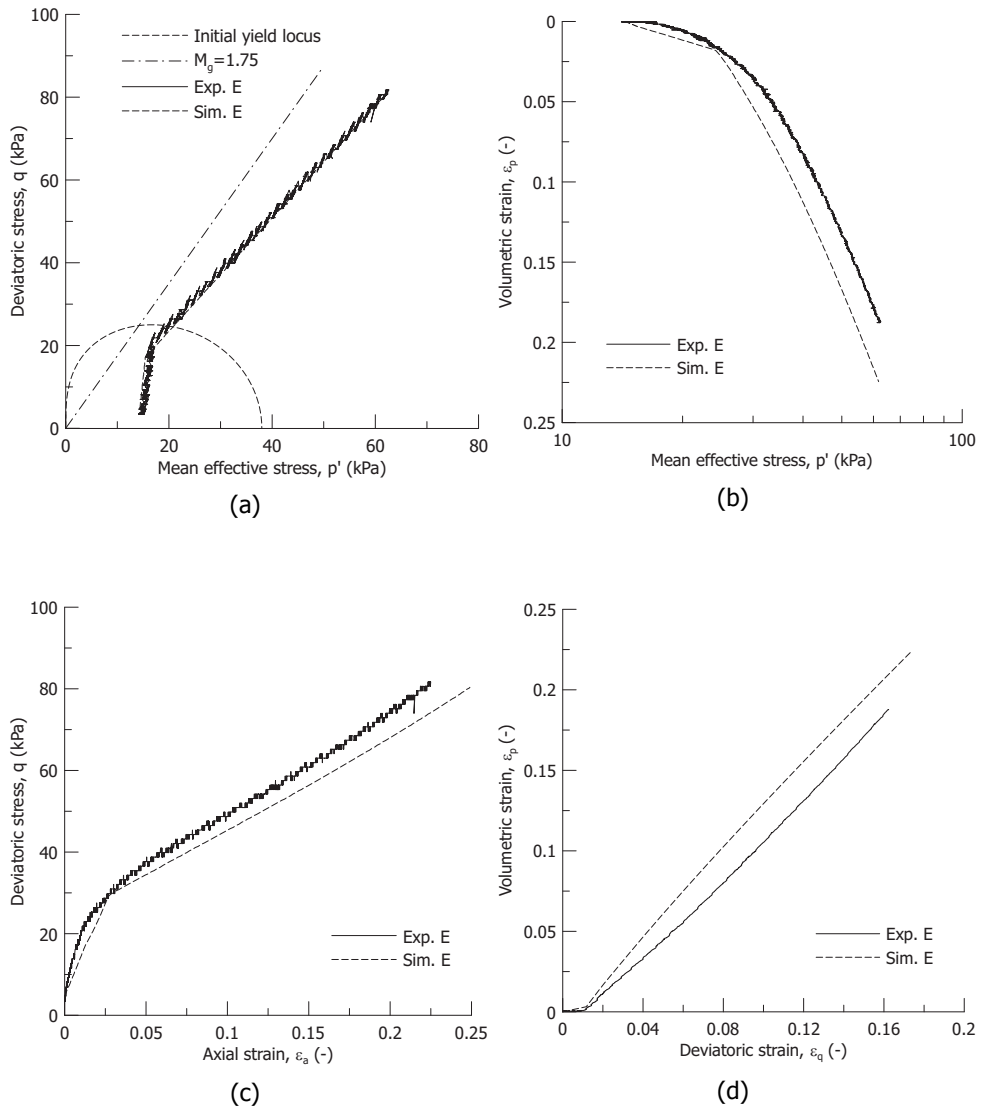 100
80
60
40
20
0
Deviatoric stress, q (kPa)
Initial yield locus
M_g=1.75
Exp. E
Sim. E
0 20 40 60 80
Mean effective stress, p' (kPa)
(a)
0
0.05
0.1
0.15
0.2
0.25
Volumetric strain, ε_p (-)
Exp. E
Sim. E
10 100
Mean effective stress, p' (kPa)
(b)
100
80
60
40
20
0
Deviatoric stress, q (kPa)
Exp. E
Sim. E
0 0.05 0.1 0.15 0.2 0.25
Axial strain, ε_a (-)
(c)
0.25
0.2
0.15
0.1
0.05
0
Volumetric strain, ε_p (-)
Exp. E
Sim. E
0 0.04 0.08 0.12 0.16 0.2
Deviatoric strain, ε_q (-)
(d)